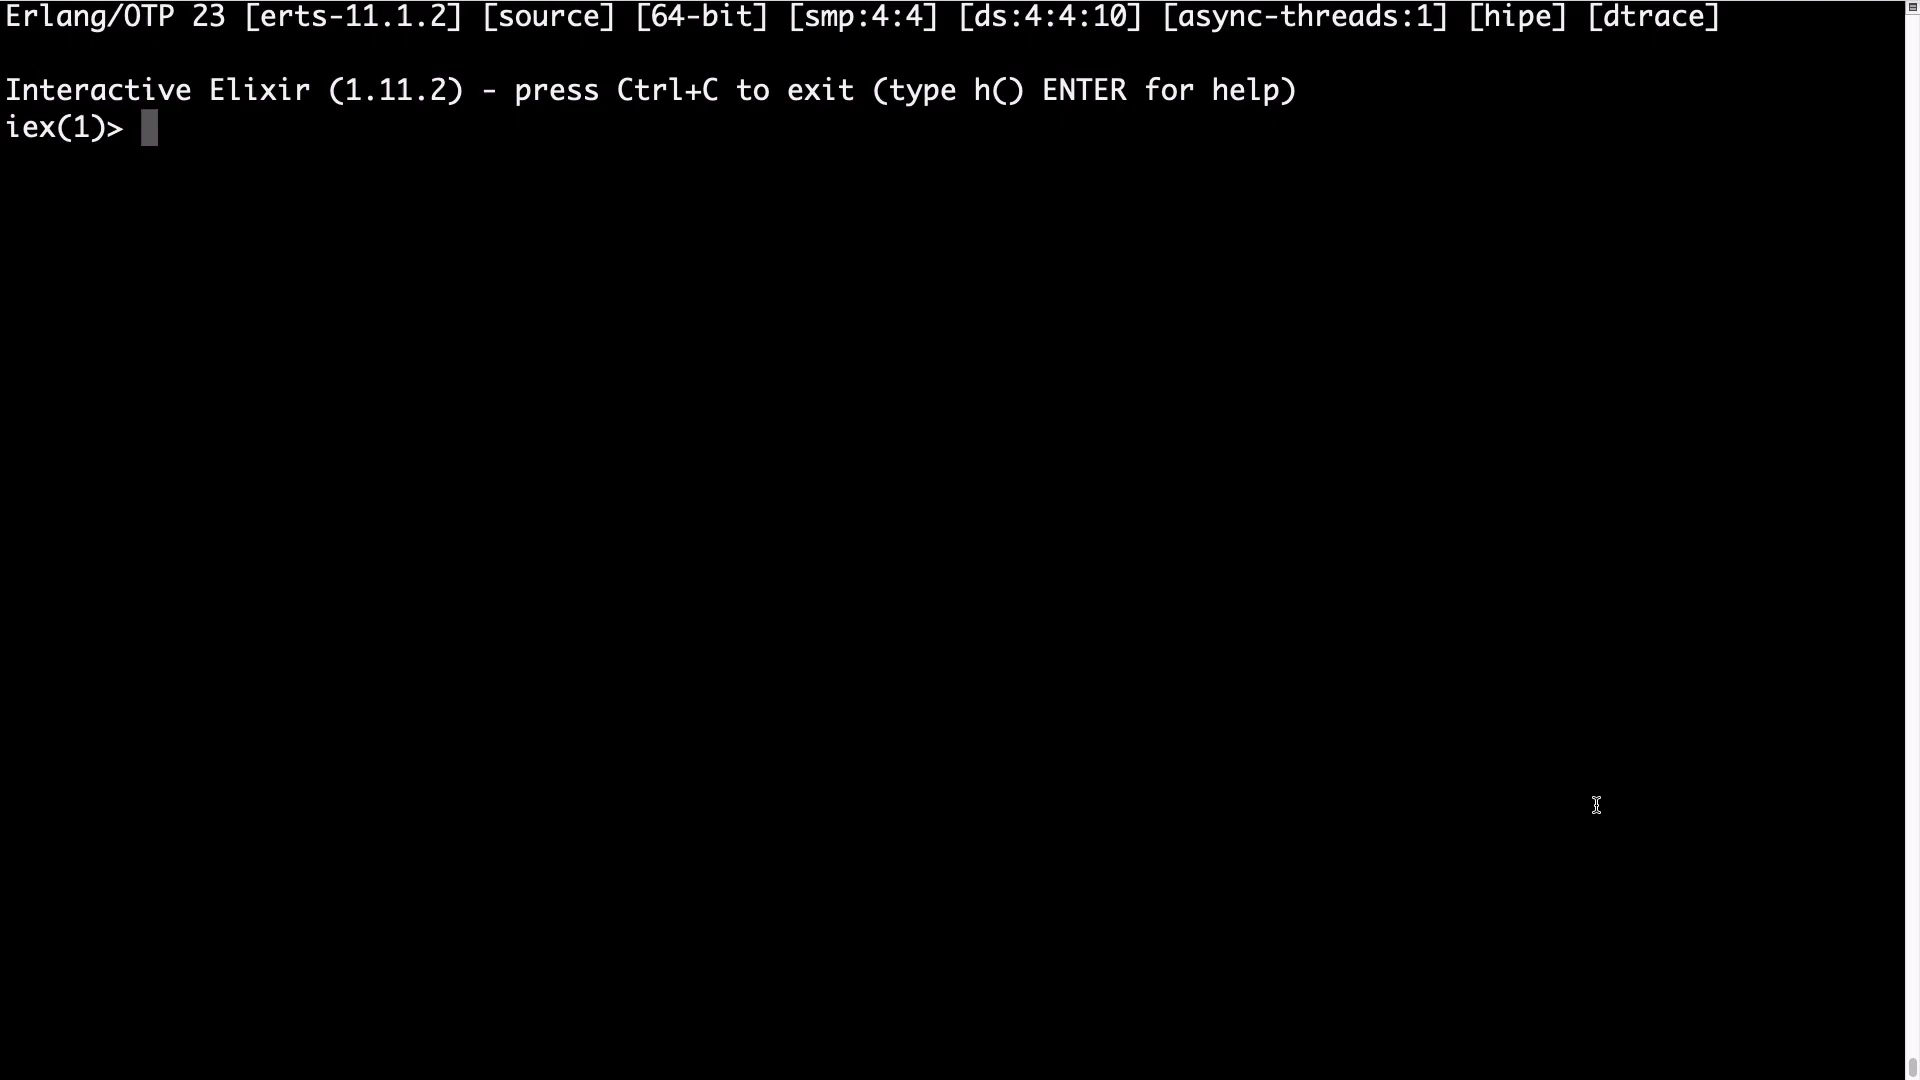 Erlang/OTP 23 [erts-11.1.2] [source] [64-bit] [smp:4:4] [ds:4:4:10] [async-threads:1] [hipe] [dtrace]
Interactive Elixir (1.11.2) - press Ctrl+C to exit (type h() ENTER for help)
iex(1)>